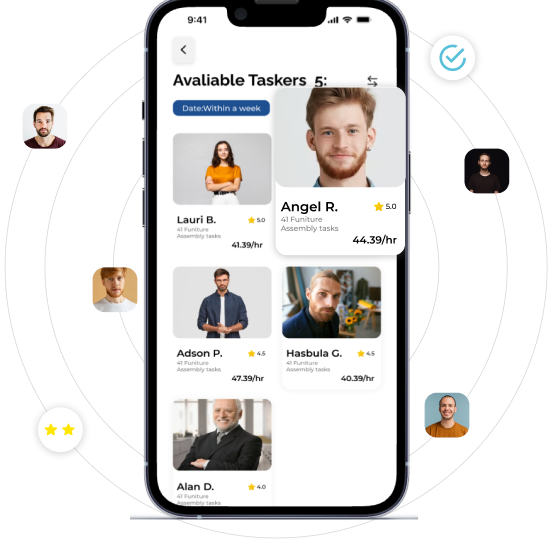 9:41
Avaliable Taskers 5:
Date:Within a week
Lauri B.
5.0
41 Funiture
Assembly tasks
41.39/hr
Angel R.
5.0
41 Funiture
Assembly tasks
44.39/hr
Adson P.
4.5
41 Funiture
Assembly tasks
47.39/hr
Hasbula G.
4.5
41 Funiture
Assembly tasks
40.39/hr
Alan D.
4.0
41 Funiture
Assembly tasks